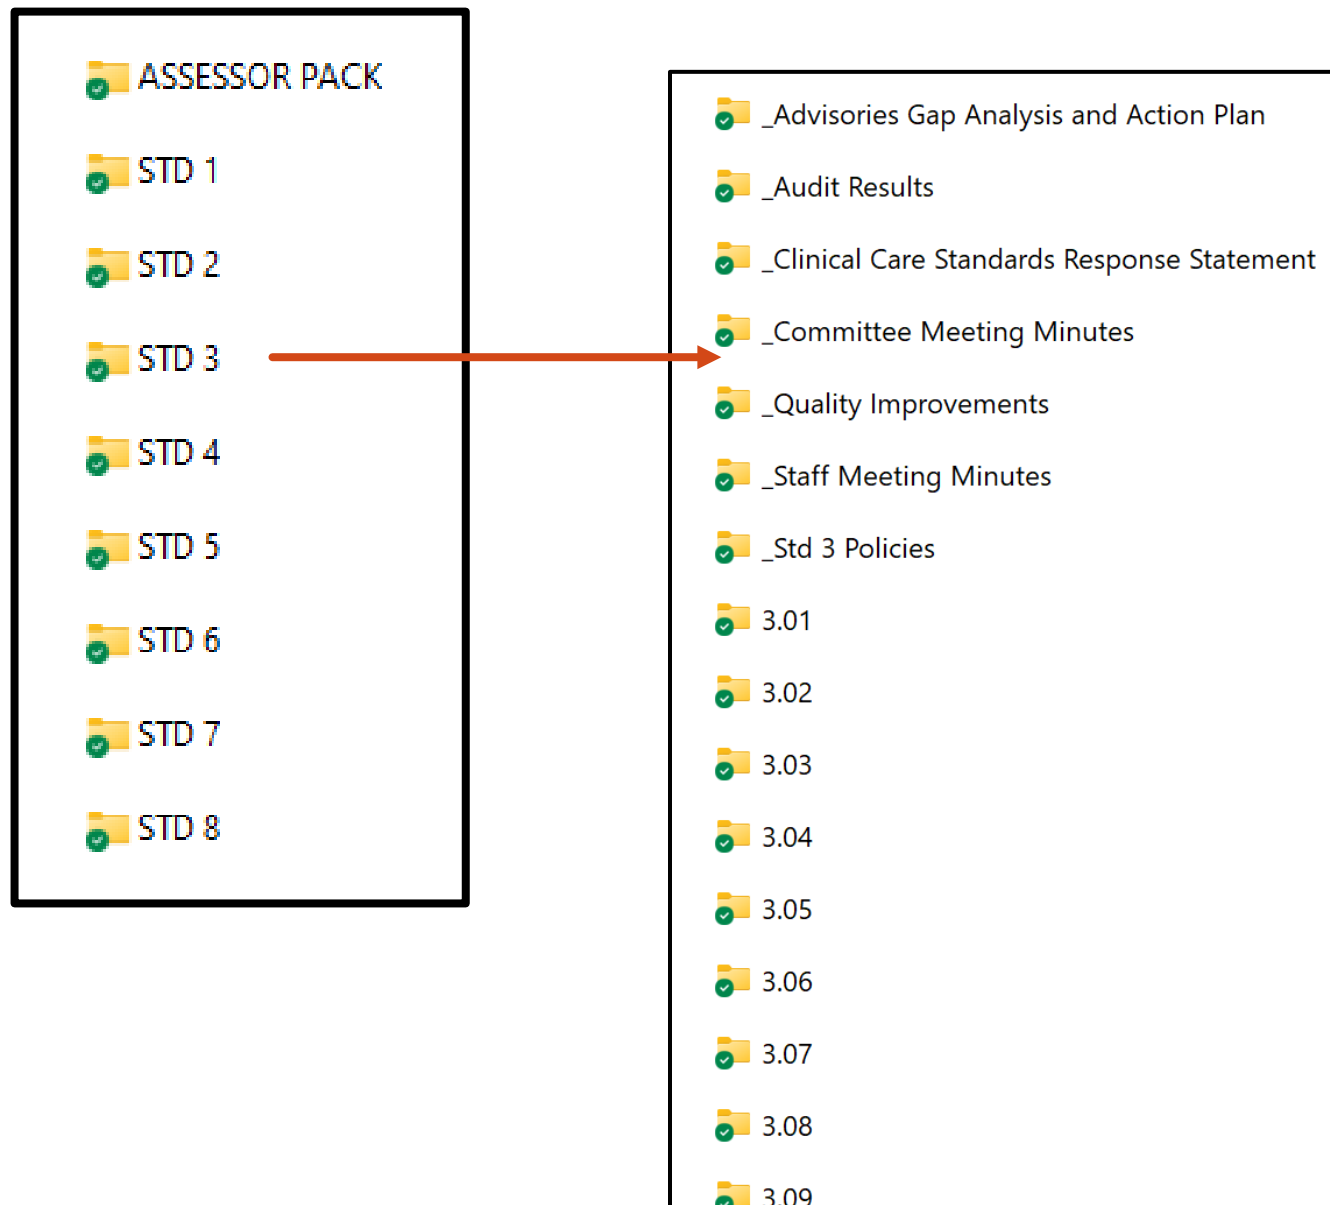 ASSESSOR PACK
STD 1
STD 2
STD 3
STD 4
STD 5
STD 6
STD 7
STD 8
_Advisories Gap Analysis and Action Plan
_Audit Results
_Clinical Care Standards Response Statement
_Committee Meeting Minutes
_Quality Improvements
_Staff Meeting Minutes
_Std 3 Policies
3.01
3.02
3.03
3.04
3.05
3.06
3.07
3.08
3.09